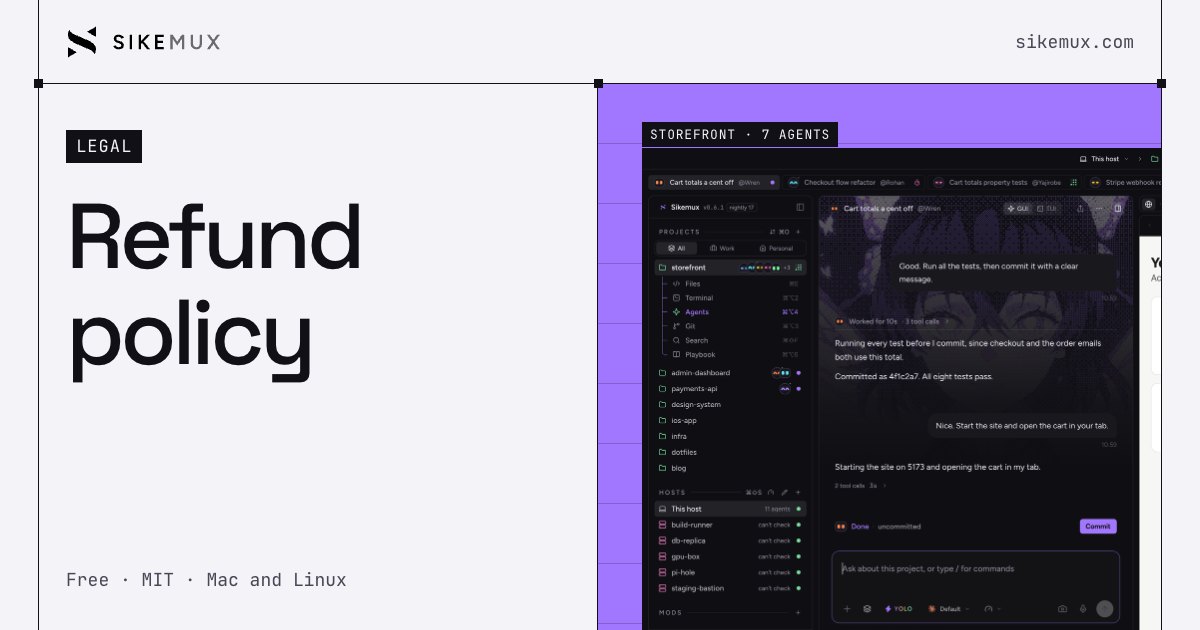 SIKEMUX
sikemux.com
LEGAL
Refund
policy
Free · MIT · Mac and Linux
STOREFRONT · 7 AGENTS
This host
Cart totals a cent off @Wren
Checkout flow refactor @Rohan
Cart totals property tests @Yajirobe
Stripe webhook re
Sikemux v0.6.1 nightly 17
PROJECTS
All Work Personal
storefront +3
Files
Terminal
Agents ⌘⌥4
Git
Search
Playbook
admin-dashboard
payments-api
design-system
ios-app
infra
dotfiles
blog
HOSTS
This host 11 agents
build-runner can't check
db-replica can't check
gpu-box can't check
pi-hole can't check
staging-bastion can't check
MODS
Cart totals a cent off @Wren
GUI TUI
Good. Run all the tests, then commit it with a clear
message.
10:59
Worked for 10s · 3 tool calls
Running every test before I commit, since checkout and the order emails
both use this total.
Committed as 4f1c2a7. All eight tests pass.
Nice. Start the site and open the cart in your tab.
10:59
Starting the site on 5173 and opening the cart in my tab.
2 tool calls 3s
Done uncommitted
Commit
Ask about this project, or type / for commands
YOLO Default